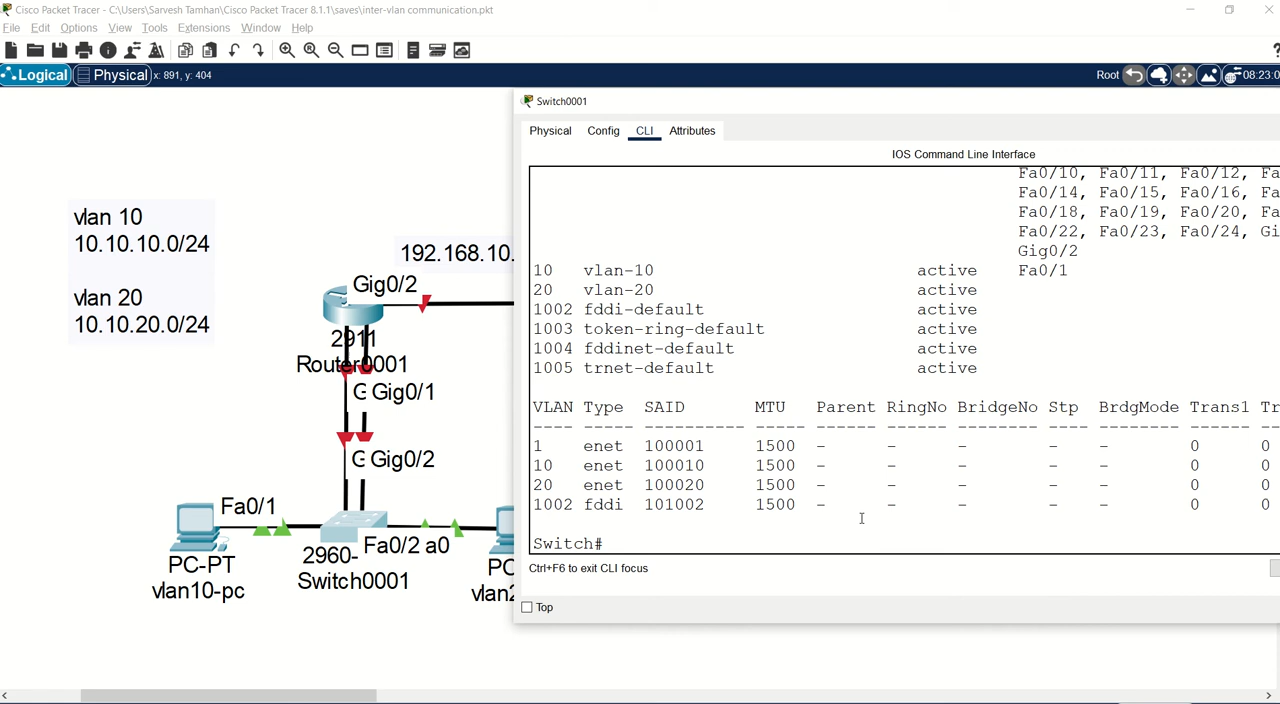 Cisco Packet Tracer - C:\Users\Sarvesh Tamhan\Cisco Packet Tracer 8.1.1\saves\inter-vlan communication.pkt
File Edit Options View Tools Extensions Window Help
Logical Physical x: 891, y: 404 Root 08:23:0
Switch0001
Physical Config CLI Attributes
IOS Command Line Interface
Fa0/10, Fa0/11, Fa0/12, Fa
Fa0/14, Fa0/15, Fa0/16, Fa
Fa0/18, Fa0/19, Fa0/20, Fa
Fa0/22, Fa0/23, Fa0/24, Gi
Gig0/2
10 vlan-10 active Fa0/1
20 vlan-20 active
1002 fddi-default active
1003 token-ring-default active
1004 fddinet-default active
1005 trnet-default active
VLAN Type SAID MTU Parent RingNo BridgeNo Stp BrdgMode Trans1 Tr
---- ----- ---------- ----- ------ ------ -------- ---- -------- ------ --
1 enet 100001 1500 - - - - - 0 0
10 enet 100010 1500 - - - - - 0 0
20 enet 100020 1500 - - - - - 0 0
1002 fddi 101002 1500 - - - - - 0 0
Switch#
Ctrl+F6 to exit CLI focus
Top
vlan 10
10.10.10.0/24
vlan 20
10.10.20.0/24
192.168.10.
Gig0/2
2911
Router0001
G Gig0/1
G Gig0/2
Fa0/1
Fa0/2 a0
PC-PT
vlan10-pc
2960-
Switch0001
PC
vlan2